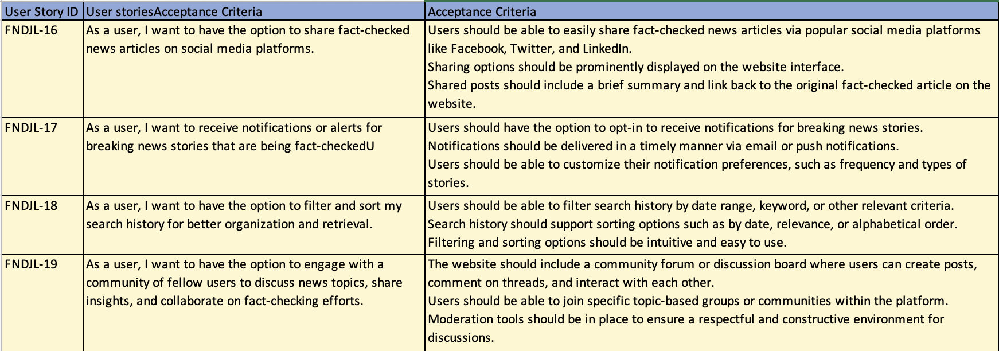 User Story ID User storiesAcceptance Criteria Acceptance Criteria
FNDJL-16
As a user, I want to have the option to share fact-checked
news articles on social media platforms.
Users should be able to easily share fact-checked news articles via popular social media platforms
like Facebook, Twitter, and LinkedIn.
Sharing options should be prominently displayed on the website interface.
Shared posts should include a brief summary and link back to the original fact-checked article on the
website.
FNDJL-17
As a user, I want to receive notifications or alerts for
breaking news stories that are being fact-checkedU
Users should have the option to opt-in to receive notifications for breaking news stories.
Notifications should be delivered in a timely manner via email or push notifications.
Users should be able to customize their notification preferences, such as frequency and types of
stories.
FNDJL-18
As a user, I want to have the option to filter and sort my
search history for better organization and retrieval.
Users should be able to filter search history by date range, keyword, or other relevant criteria.
Search history should support sorting options such as by date, relevance, or alphabetical order.
Filtering and sorting options should be intuitive and easy to use.
FNDJL-19
As a user, I want to have the option to engage with a
community of fellow users to discuss news topics, share
insights, and collaborate on fact-checking efforts.
The website should include a community forum or discussion board where users can create posts,
comment on threads, and interact with each other.
Users should be able to join specific topic-based groups or communities within the platform.
Moderation tools should be in place to ensure a respectful and constructive environment for
discussions.